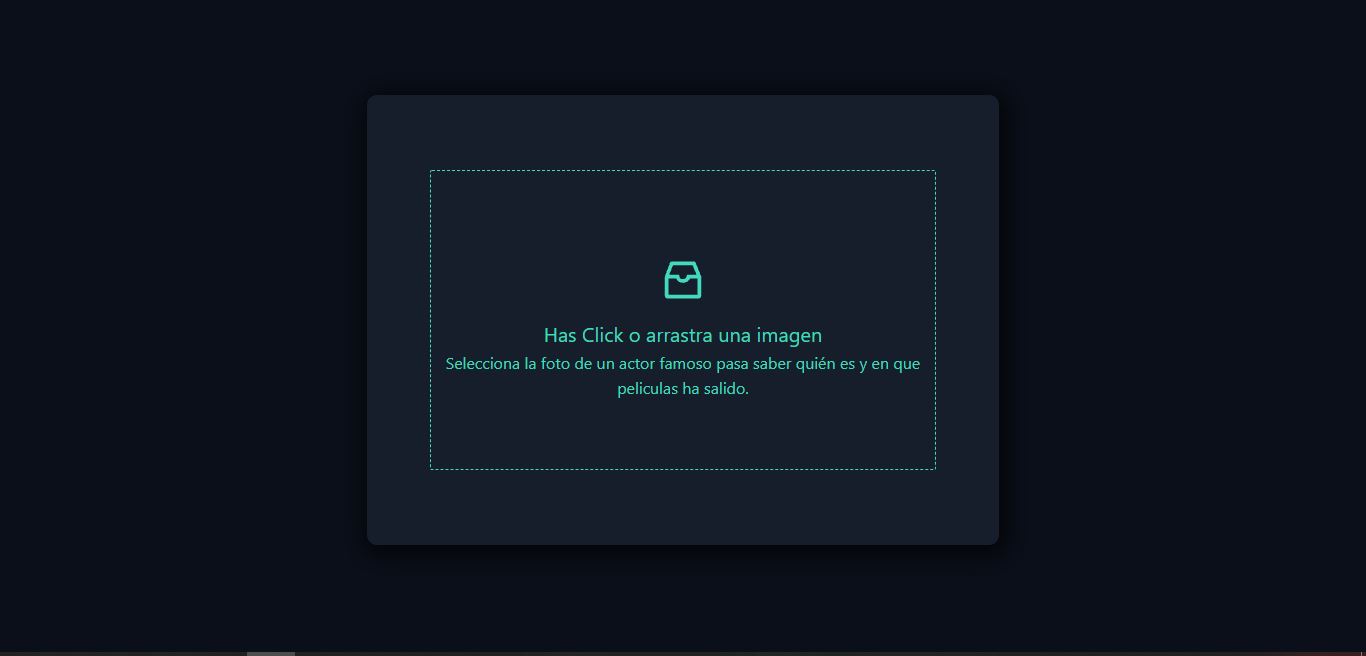 Has Click o arrastra una imagen
Selecciona la foto de un actor famoso pasa saber quién es y en que
peliculas ha salido.